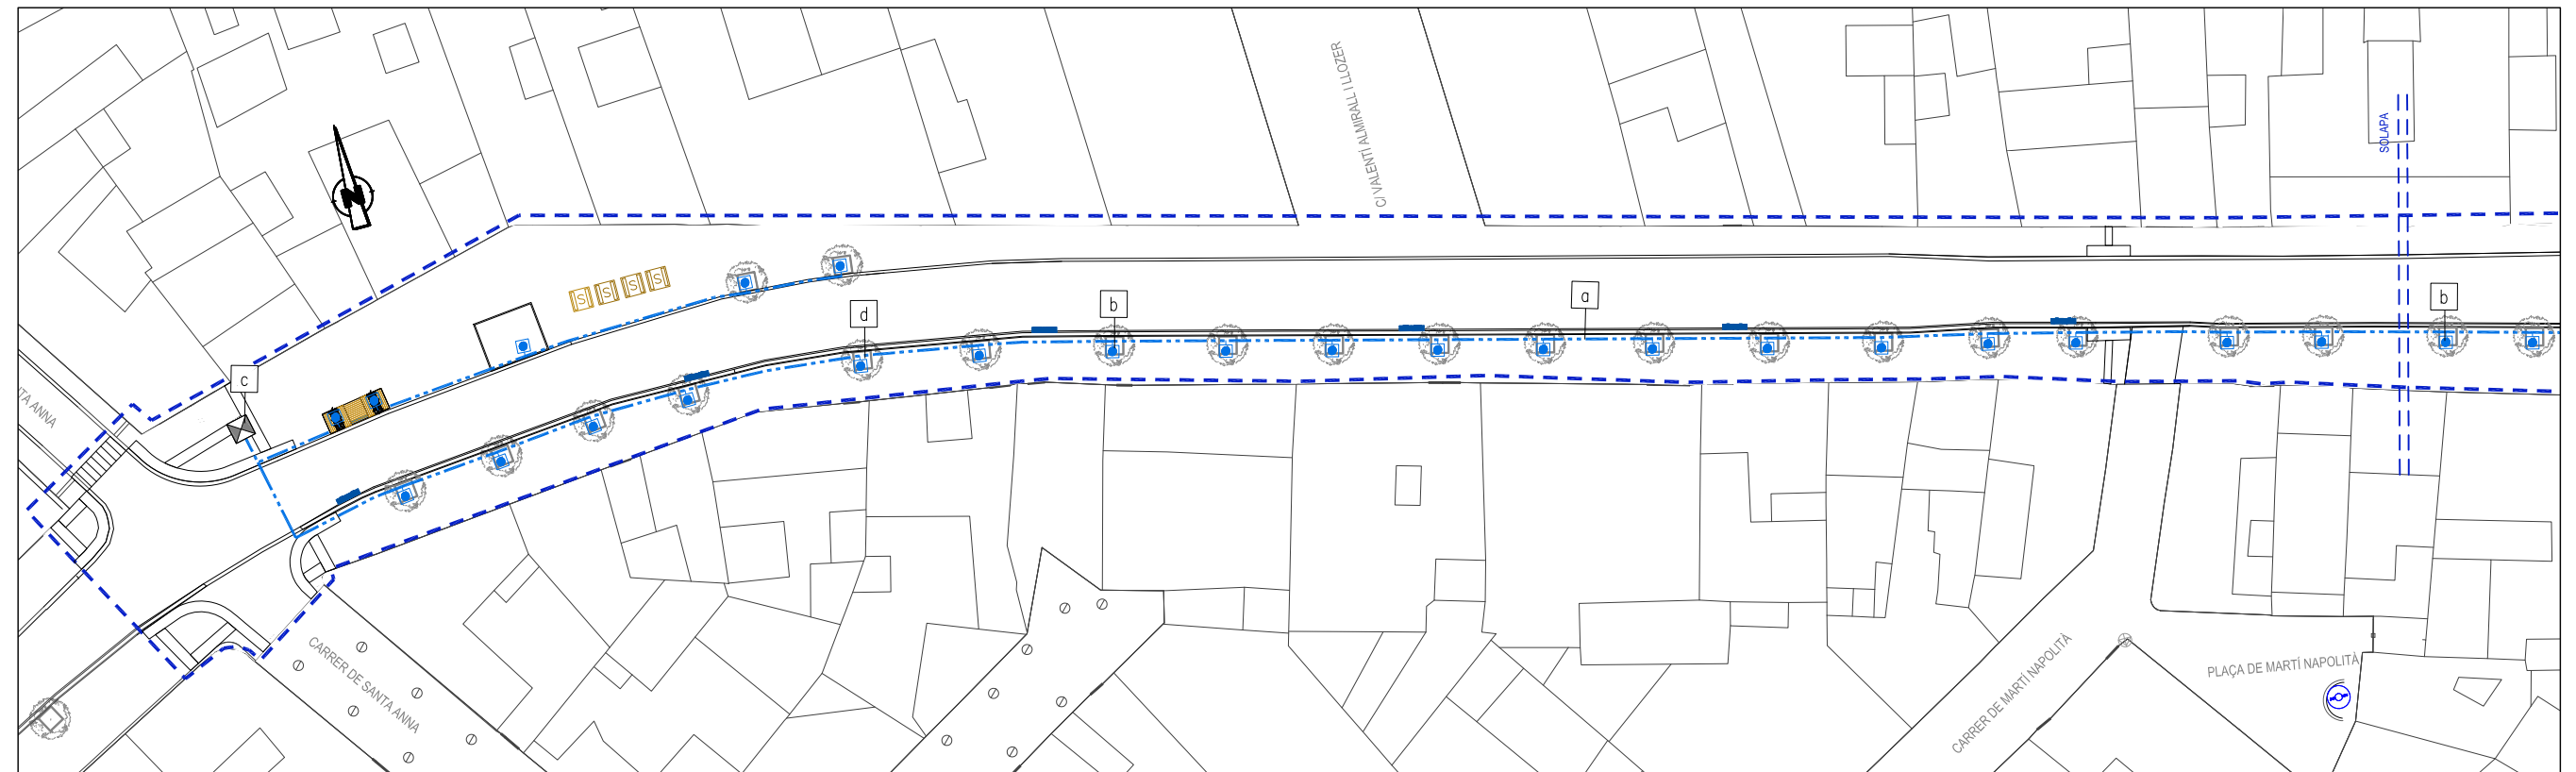 C/ VALENTÍ ALMIRALL I LLOZER
SOLAPA
N
S S S S
d
b
a
b
c
TA ANNA
CARRER DE SANTA ANNA
CARRER DE MARTÍ NAPOLITÀ
PLAÇA DE MARTÍ NAPOLITÀ